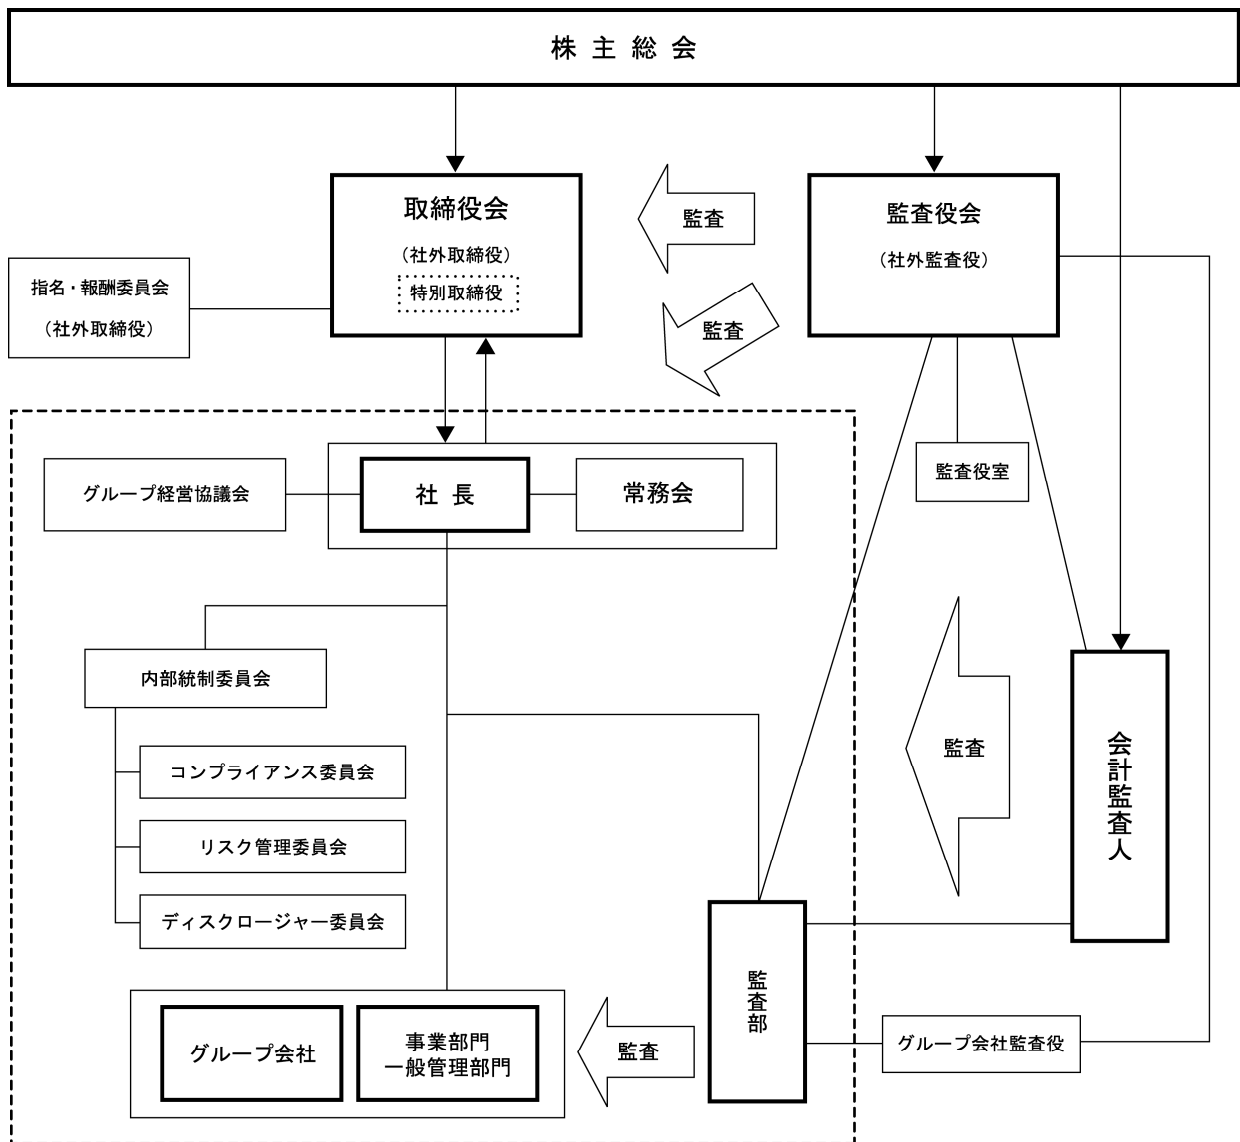 株主総会
取締役会
(社外取締役)
特別取締役
監査
監査役会
(社外監査役)
指名・報酬委員会
(社外取締役)
監査
グループ経営協議会
社長
常務会
監査役室
内部統制委員会
コンプライアンス委員会
リスク管理委員会
ディスクロージャー委員会
監査
会計監査人
監査部
グループ会社
事業部門
一般管理部門
監査
グループ会社監査役